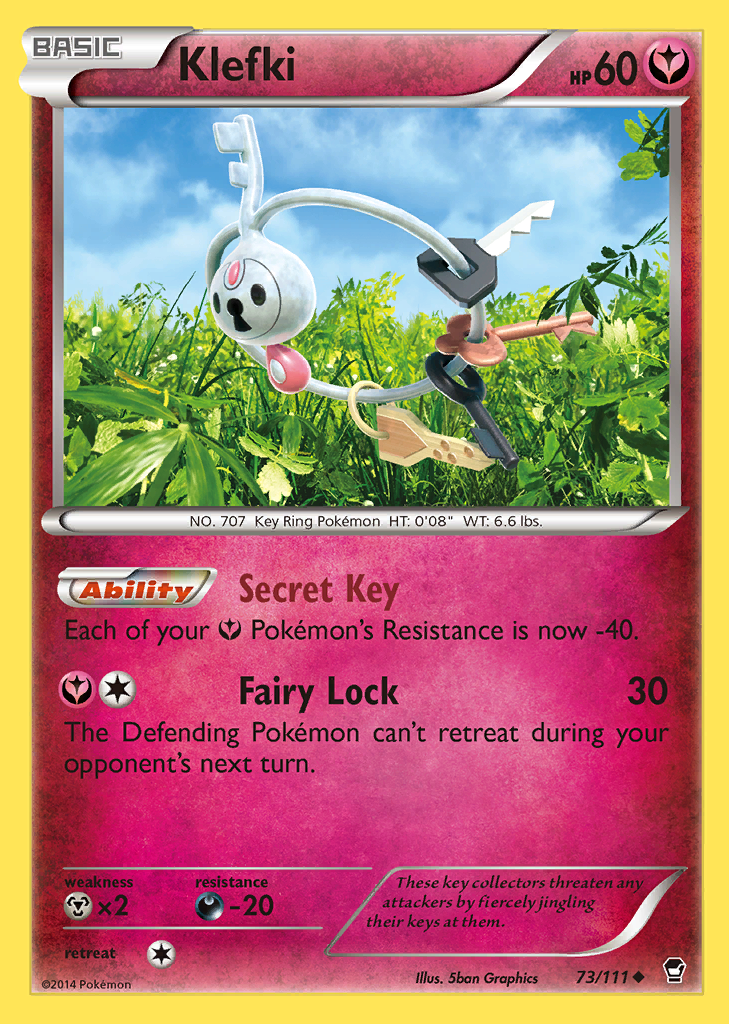 BASIC
Klefki
HP60
NO. 707 Key Ring Pokémon HT: 0'08" WT: 6.6 lbs.
Ability Secret Key
Each of your Pokémon's Resistance is now -40.
Fairy Lock 30
The Defending Pokémon can't retreat during your
opponent's next turn.
weakness
×2
resistance
-20
retreat
These key collectors threaten any
attackers by fiercely jingling
their keys at them.
©2014 Pokémon
Illus. 5ban Graphics
73/111